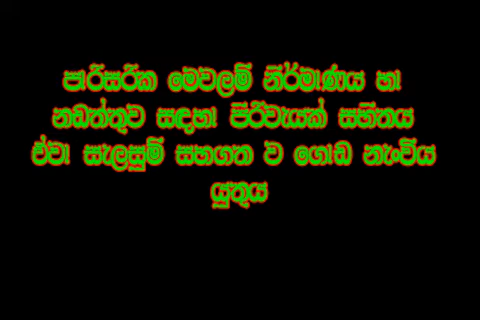 පාරිසරික මෙවලම් නිර්මාණය හා
නඩත්තුව සඳහා පිරිවැයක් සහිතය
ඒවා සැලසුම් සහගත ව ගොඩ නැංවිය
යුතුය